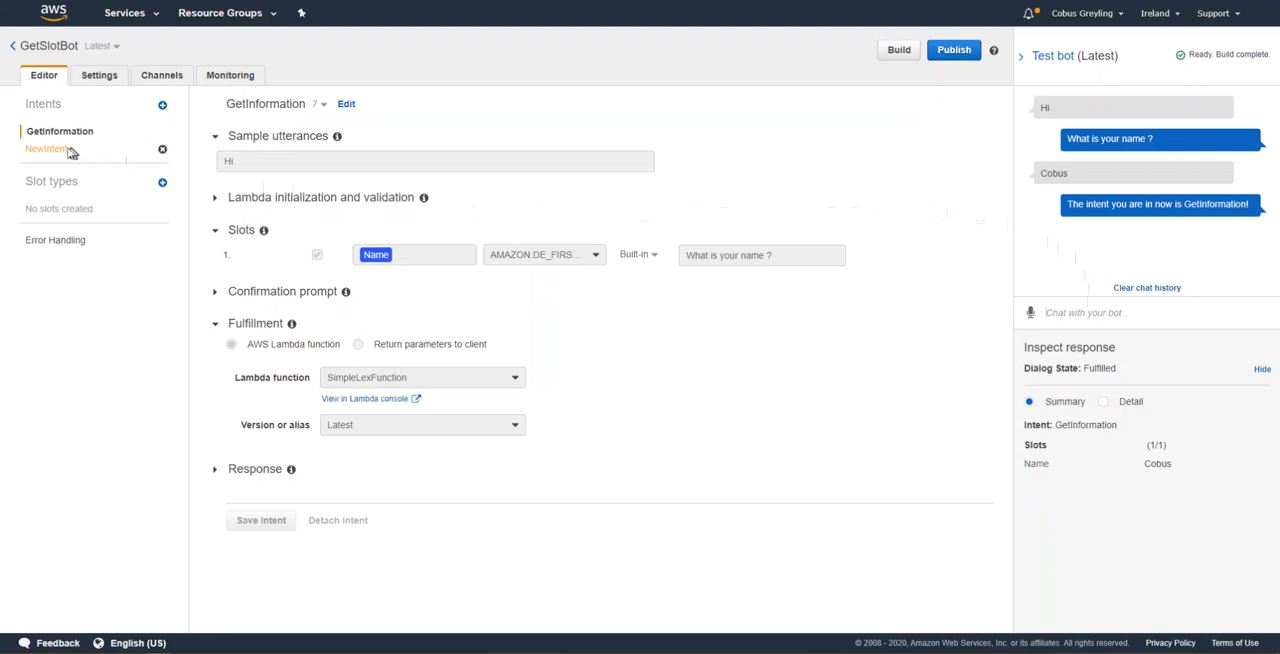 aws Services Resource Groups Cobus Greyling Ireland Support
GetSlotBot Latest
Build Publish
Editor Settings Channels Monitoring
Intents
GetInformation
NewIntent
Slot types
No slots created
Error Handling
GetInformation 7 Edit
Sample utterances
Hi
Lambda initialization and validation
Slots
1. Name AMAZON.DE_FIRS... Built-in What is your name ?
Confirmation prompt
Fulfillment
AWS Lambda function Return parameters to client
Lambda function SimpleLexFunction
View in Lambda console
Version or alias Latest
Response
Save Intent Detach intent
Test bot (Latest) Ready. Build complete.
Hi
What is your name ?
Cobus
The intent you are in now is GetInformation!
Clear chat history
Chat with your bot...
Inspect response
Dialog State: Fulfilled Hide
Summary Detail
Intent: GetInformation
Slots (1/1)
Name Cobus
Feedback English (US) © 2008 - 2020, Amazon Web Services, Inc. or its affiliates. All rights reserved. Privacy Policy Terms of Use